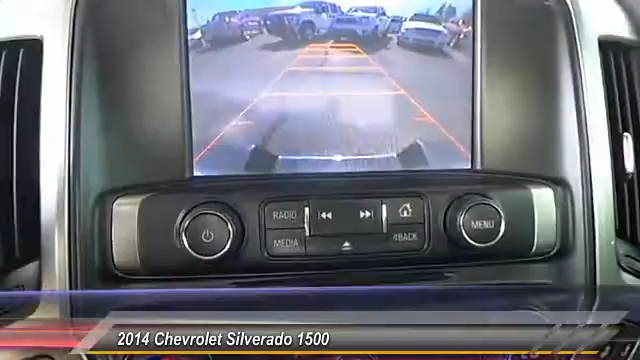 RADIO
MEDIA
BACK
MENU
2014 Chevrolet Silverado 1500